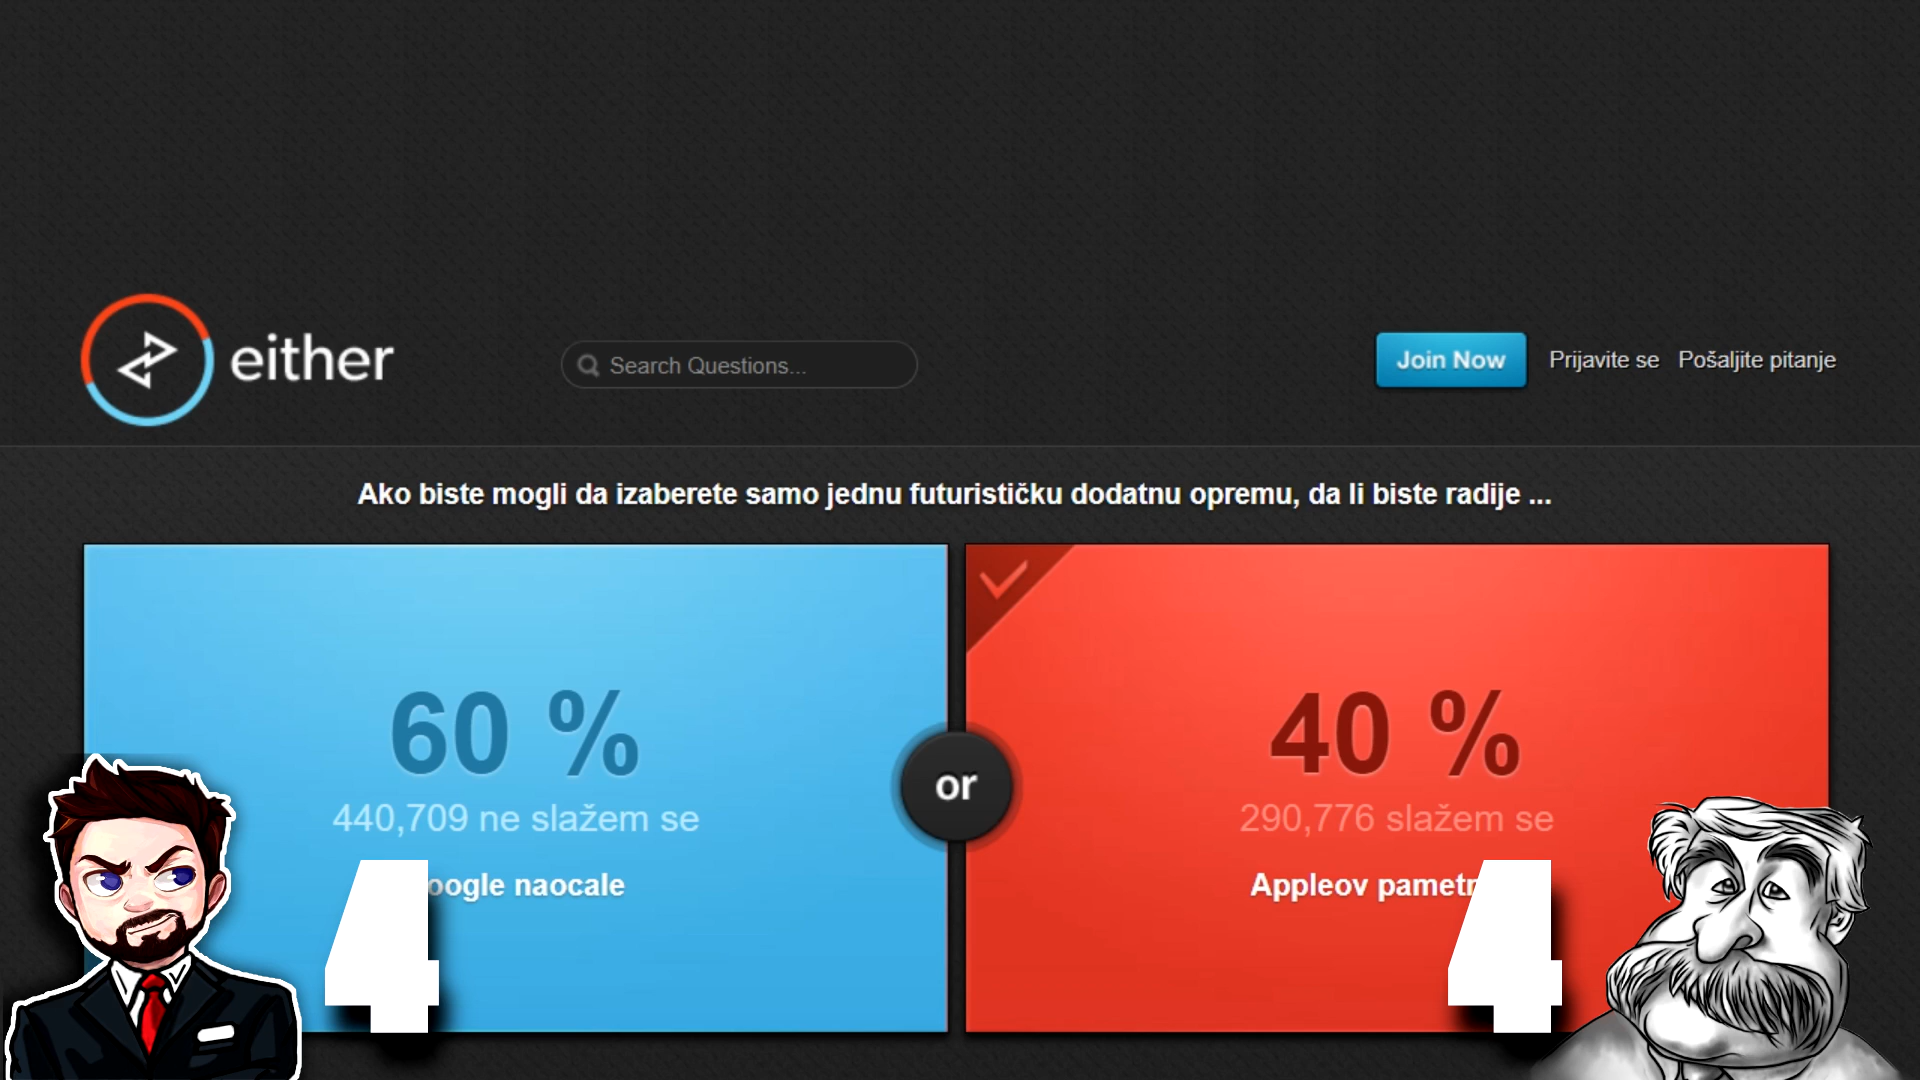 either
Search Questions...
Join Now
Prijavite se
Pošaljite pitanje
Ako biste mogli da izaberete samo jednu futurističku dodatnu opremu, da li biste radije ...
60 %
440,709 ne slažem se
oogle naocale
or
40 %
290,776 slažem se
Appleov pametn
4
4